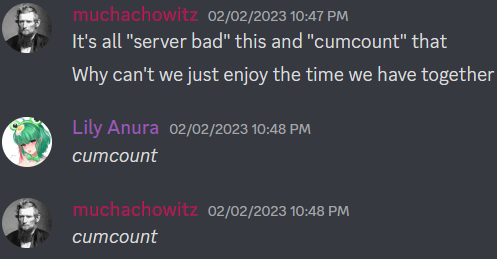 muchachowitz 02/02/2023 10:47 PM
It's all "server bad" this and "cumcount" that
Why can't we just enjoy the time we have together
Lily Anura 02/02/2023 10:48 PM
cumcount
muchachowitz 02/02/2023 10:48 PM
cumcount